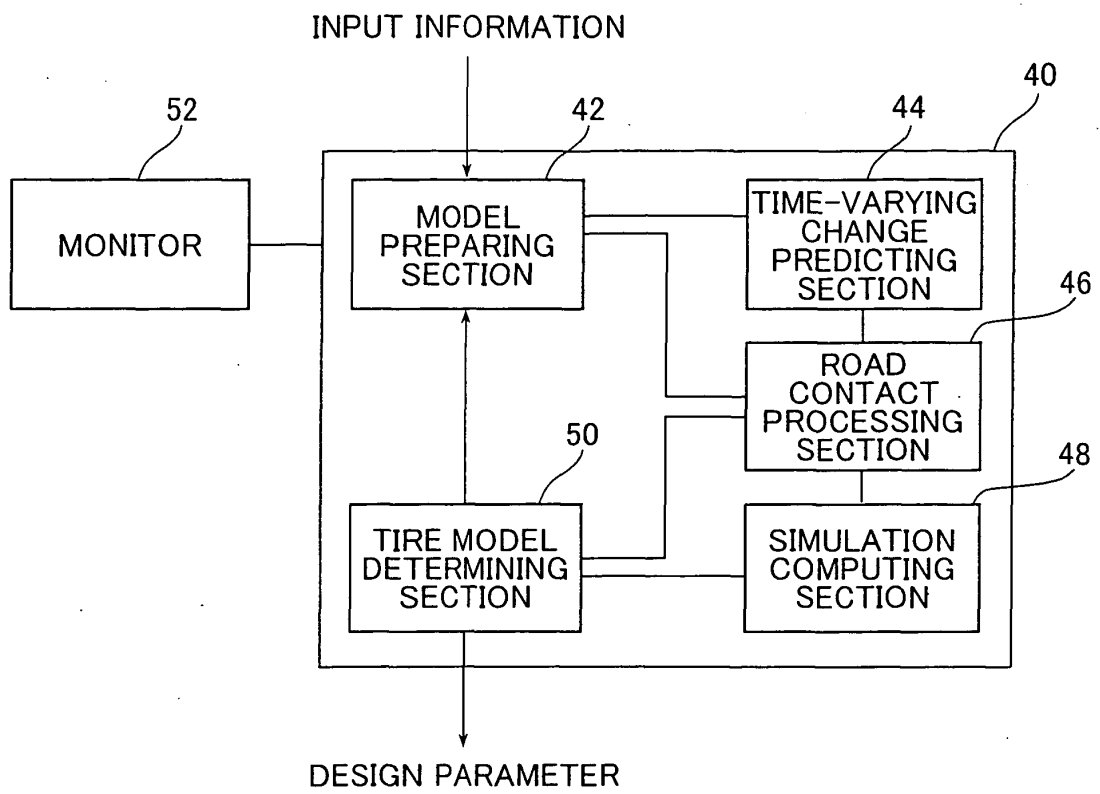 INPUT INFORMATION
40
52
42
44
MONITOR
MODEL
PREPARING
SECTION
TIME-VARYING
CHANGE
PREDICTING
SECTION
46
ROAD
CONTACT
PROCESSING
SECTION
50
48
TIRE MODEL
DETERMINING
SECTION
SIMULATION
COMPUTING
SECTION
DESIGN PARAMETER